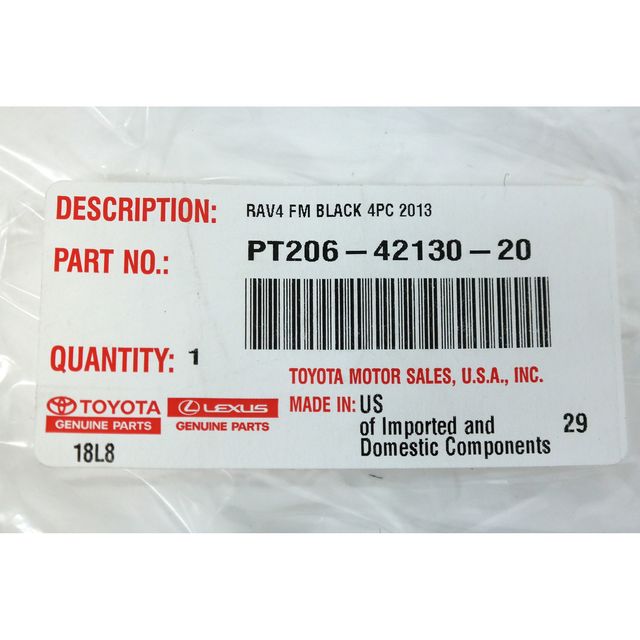 DESCRIPTION: RAV4 FM BLACK 4PC 2013
PART NO.: PT206-42130-20
QUANTITY: 1
TOYOTA MOTOR SALES, U.S.A., INC.
TOYOTA
GENUINE PARTS
LEXUS
GENUINE PARTS
MADE IN: US
of Imported and
Domestic Components
29
18L8